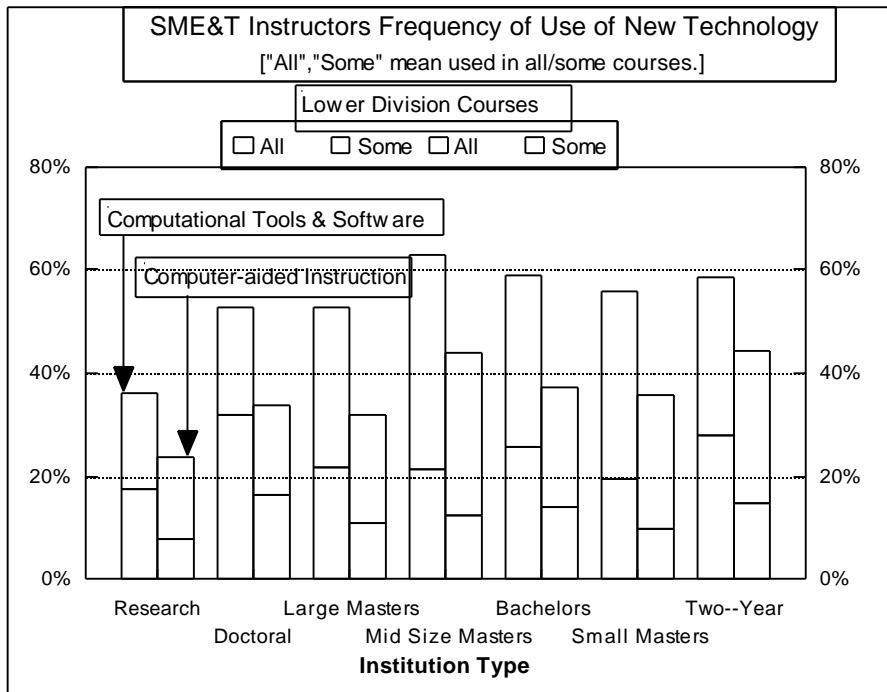 SME&T Instructors Frequency of Use of New Technology
["All","Some" mean used in all/some courses.]
Lower Division Courses
All Some All Some
80% 80%
Computational Tools & Software
60% 60%
Computer-aided Instruction
40% 40%
20% 20%
0% 0%
Research Large Masters Bachelors Two--Year
Doctoral Mid Size Masters Small Masters
Institution Type